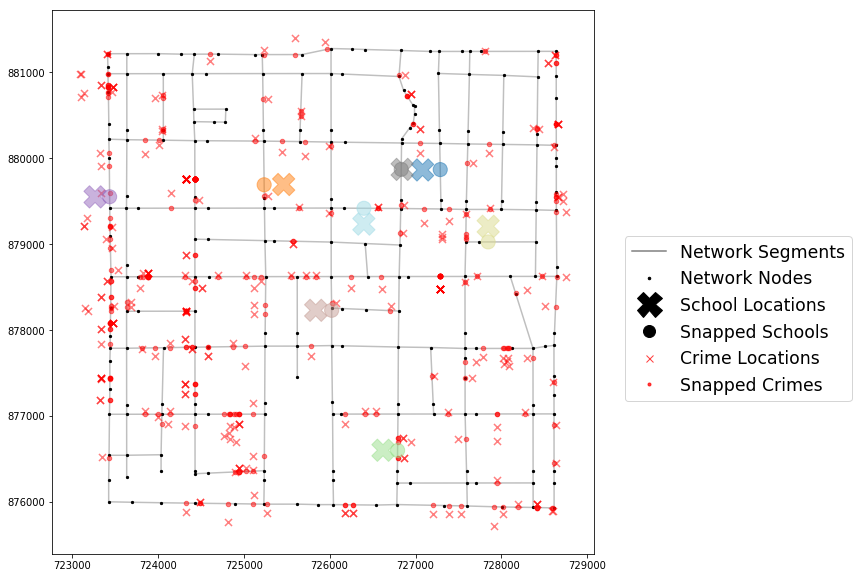 881000
880000
879000
878000
877000
876000
723000 724000 725000 726000 727000 728000 729000
Network Segments
Network Nodes
School Locations
Snapped Schools
Crime Locations
Snapped Crimes